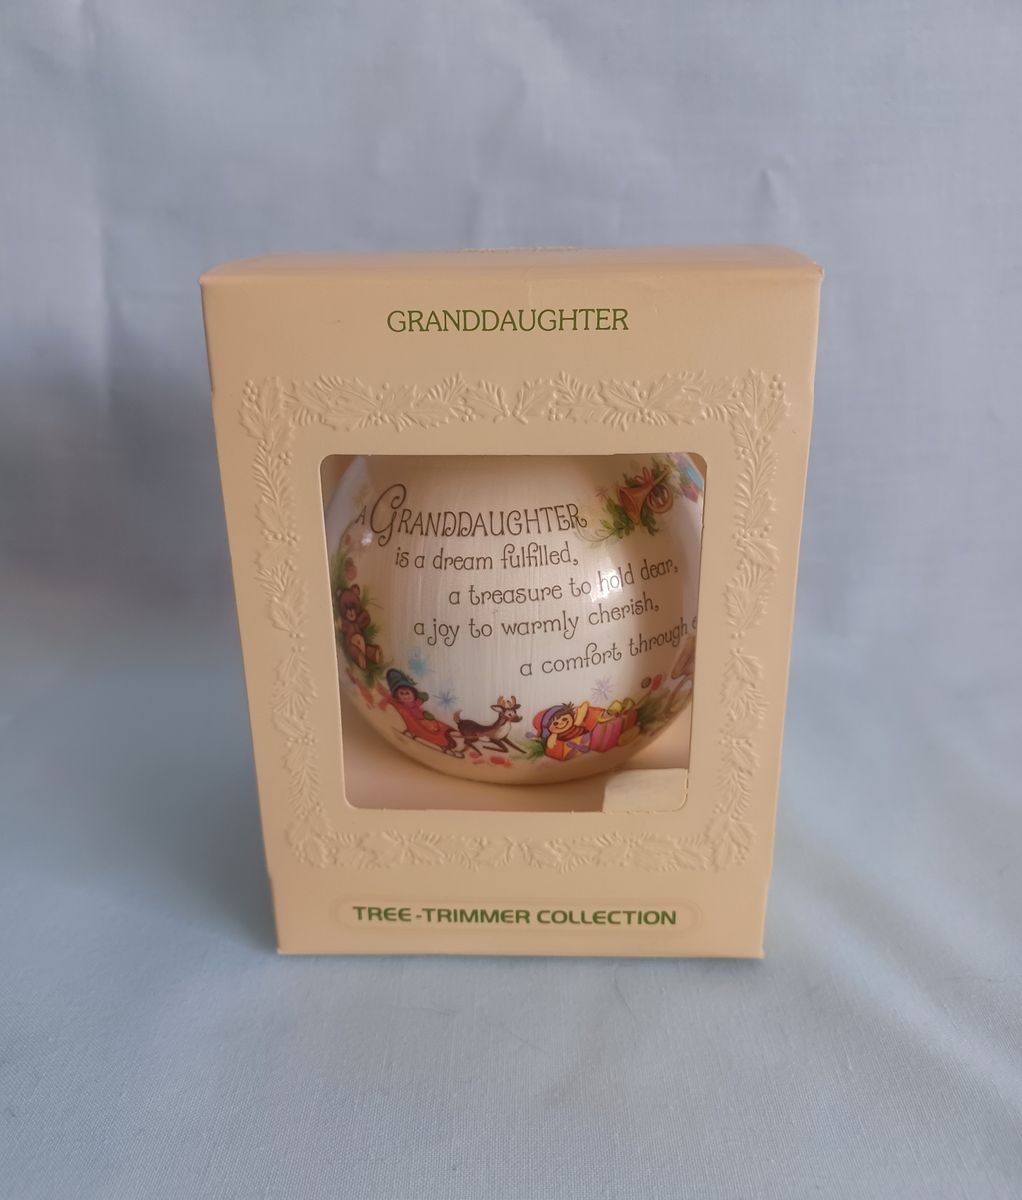 GRANDDAUGHTER
A GRANDDAUGHTER
is a dream fulfilled,
a treasure to hold dear,
a joy to warmly cherish,
a comfort through
TREE-TRIMMER COLLECTION